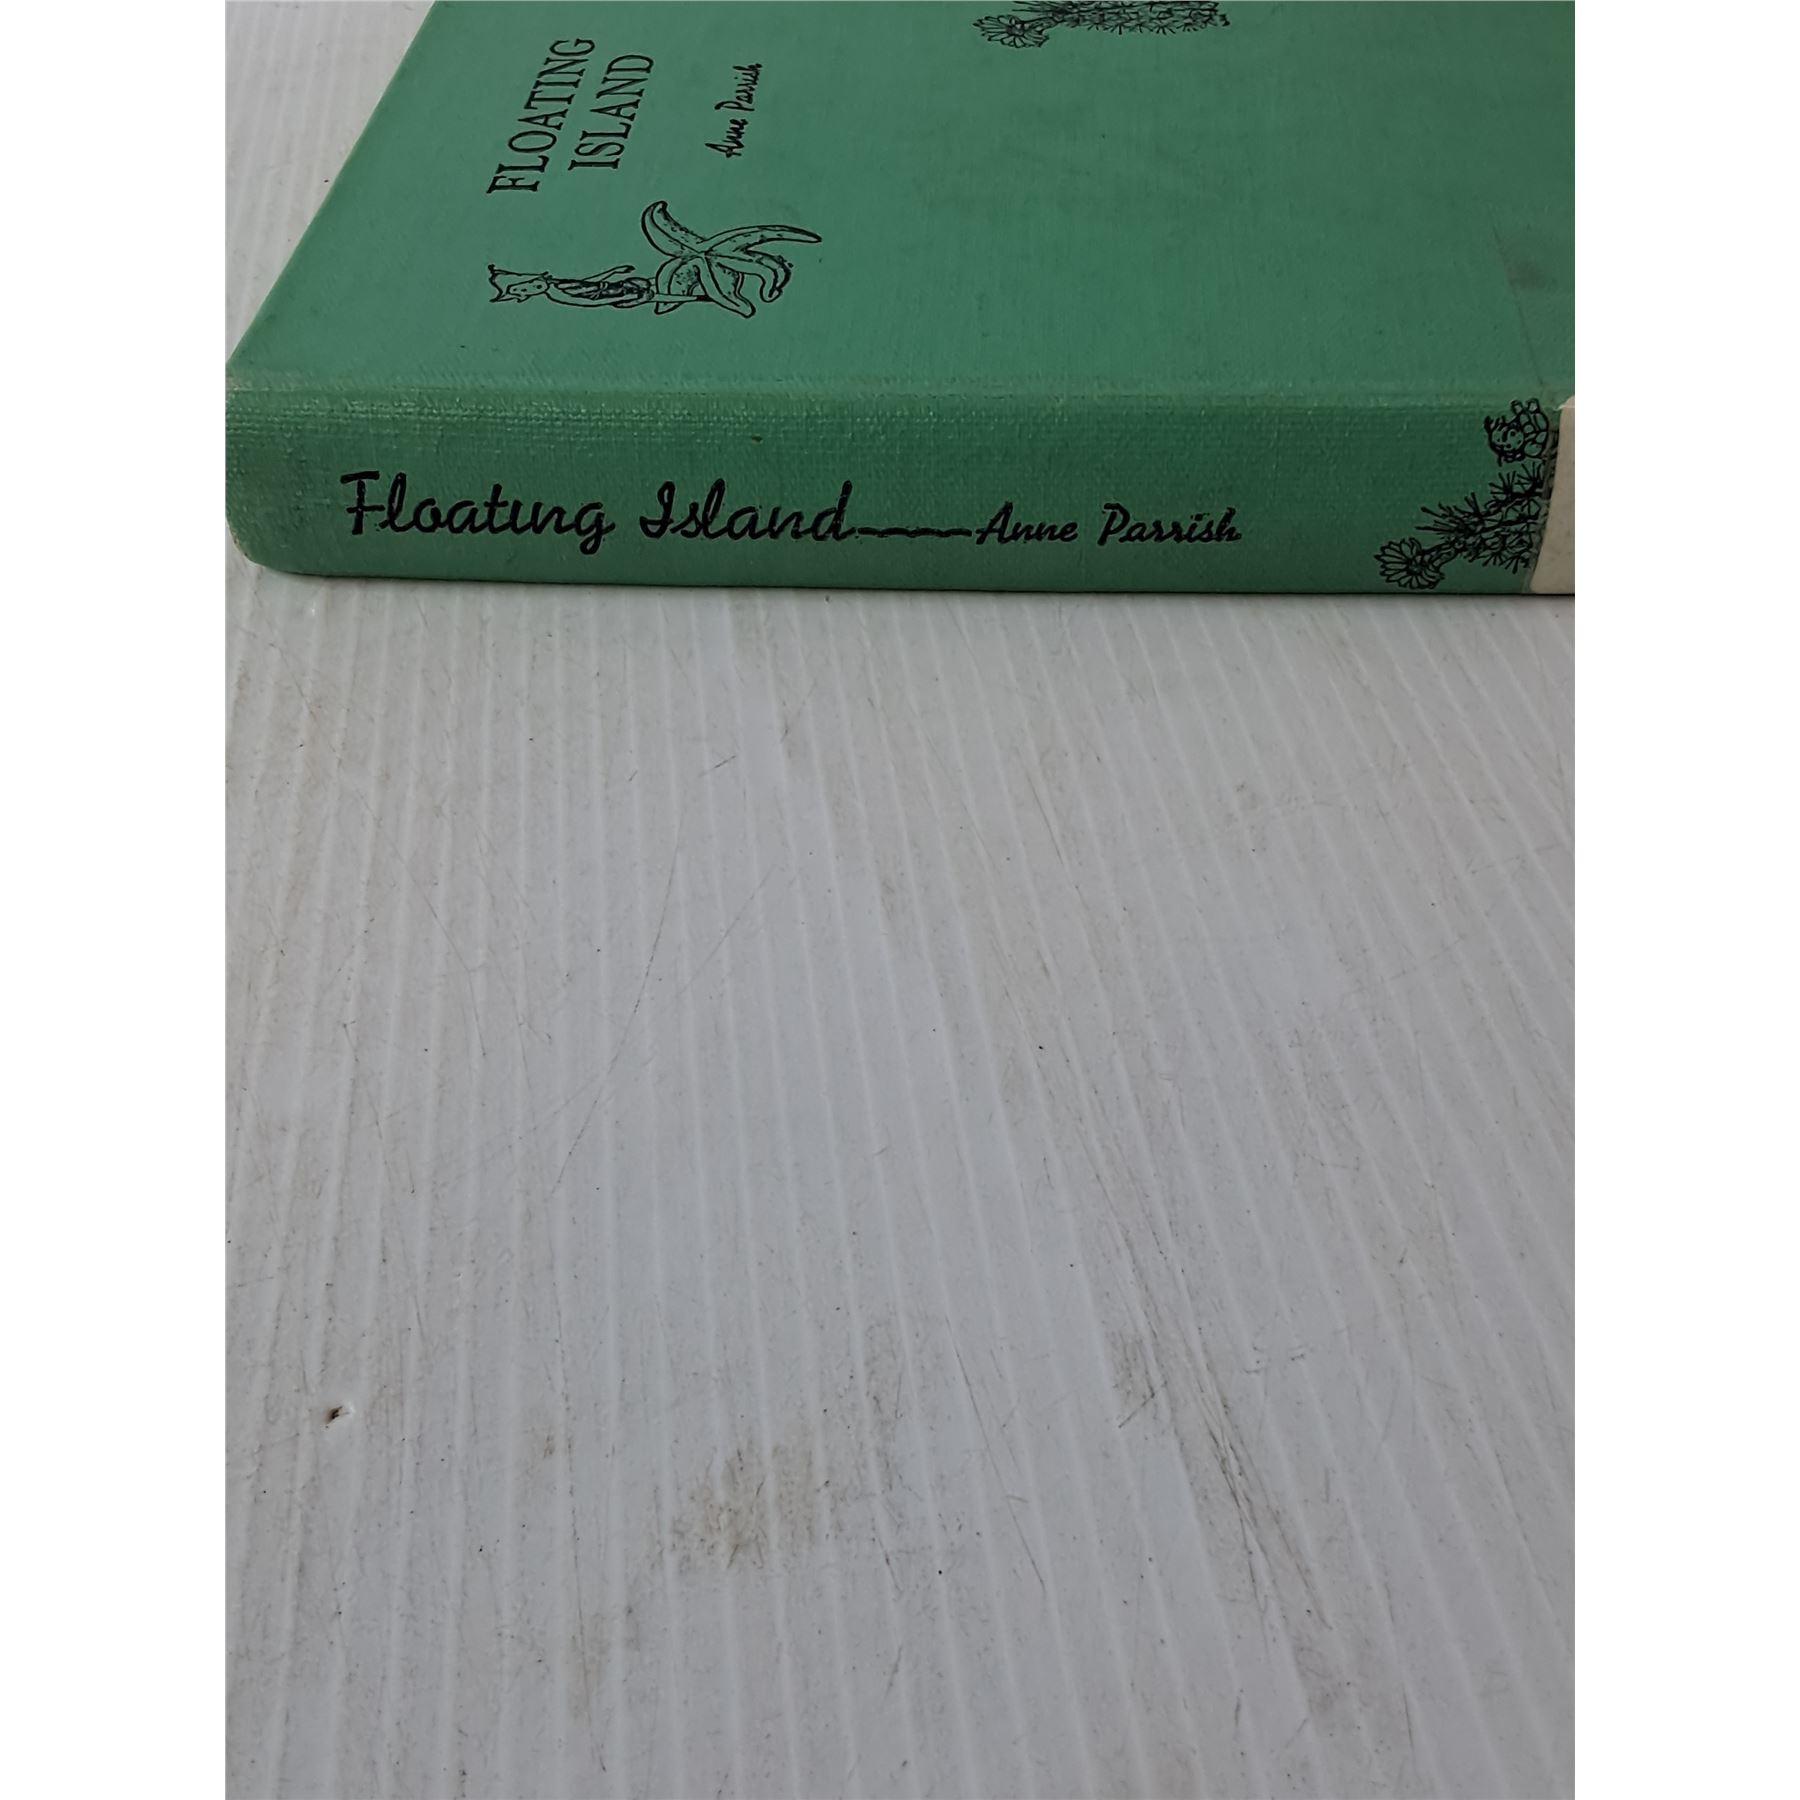 FLOATING
ISLAND
Anne Parrish
Floating Island—Anne Parrish